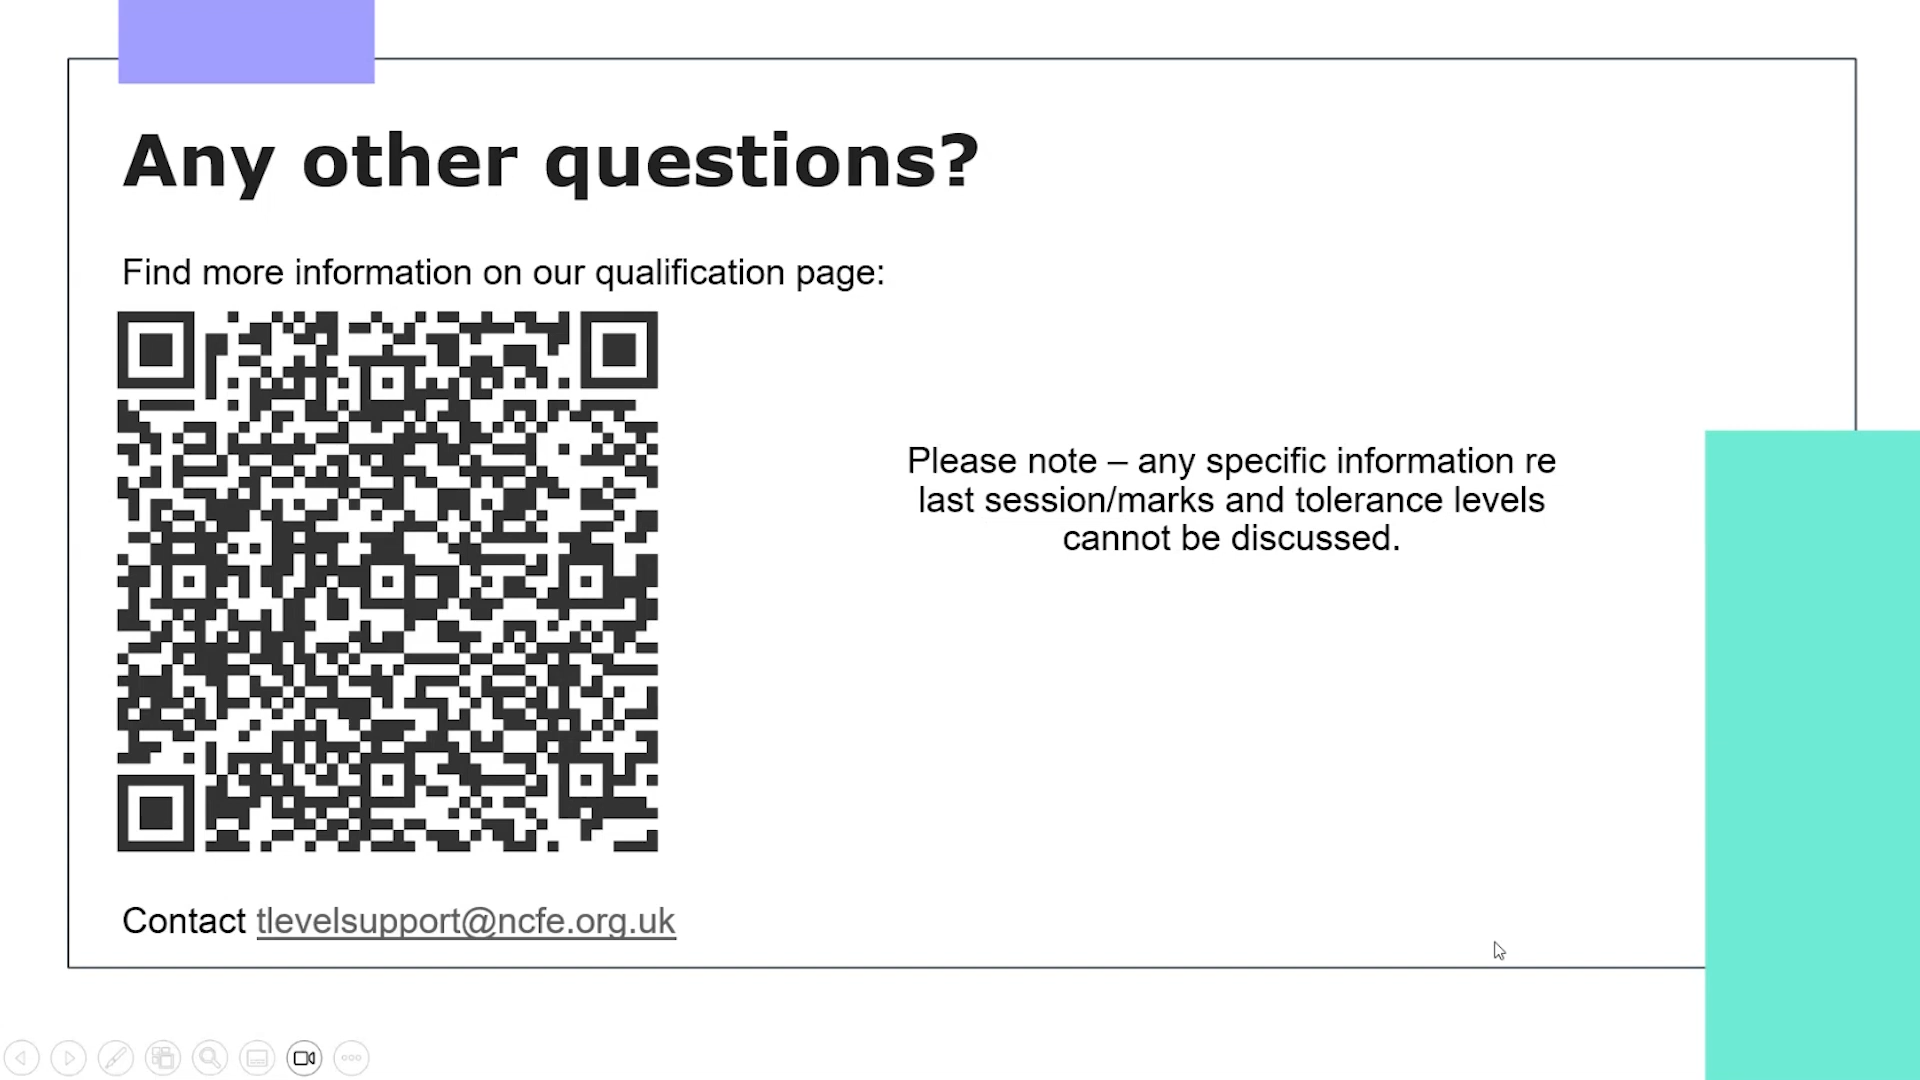 Any other questions?
Find more information on our qualification page:
Please note – any specific information re
last session/marks and tolerance levels
cannot be discussed.
Contact tlevelsupport@ncfe.org.uk